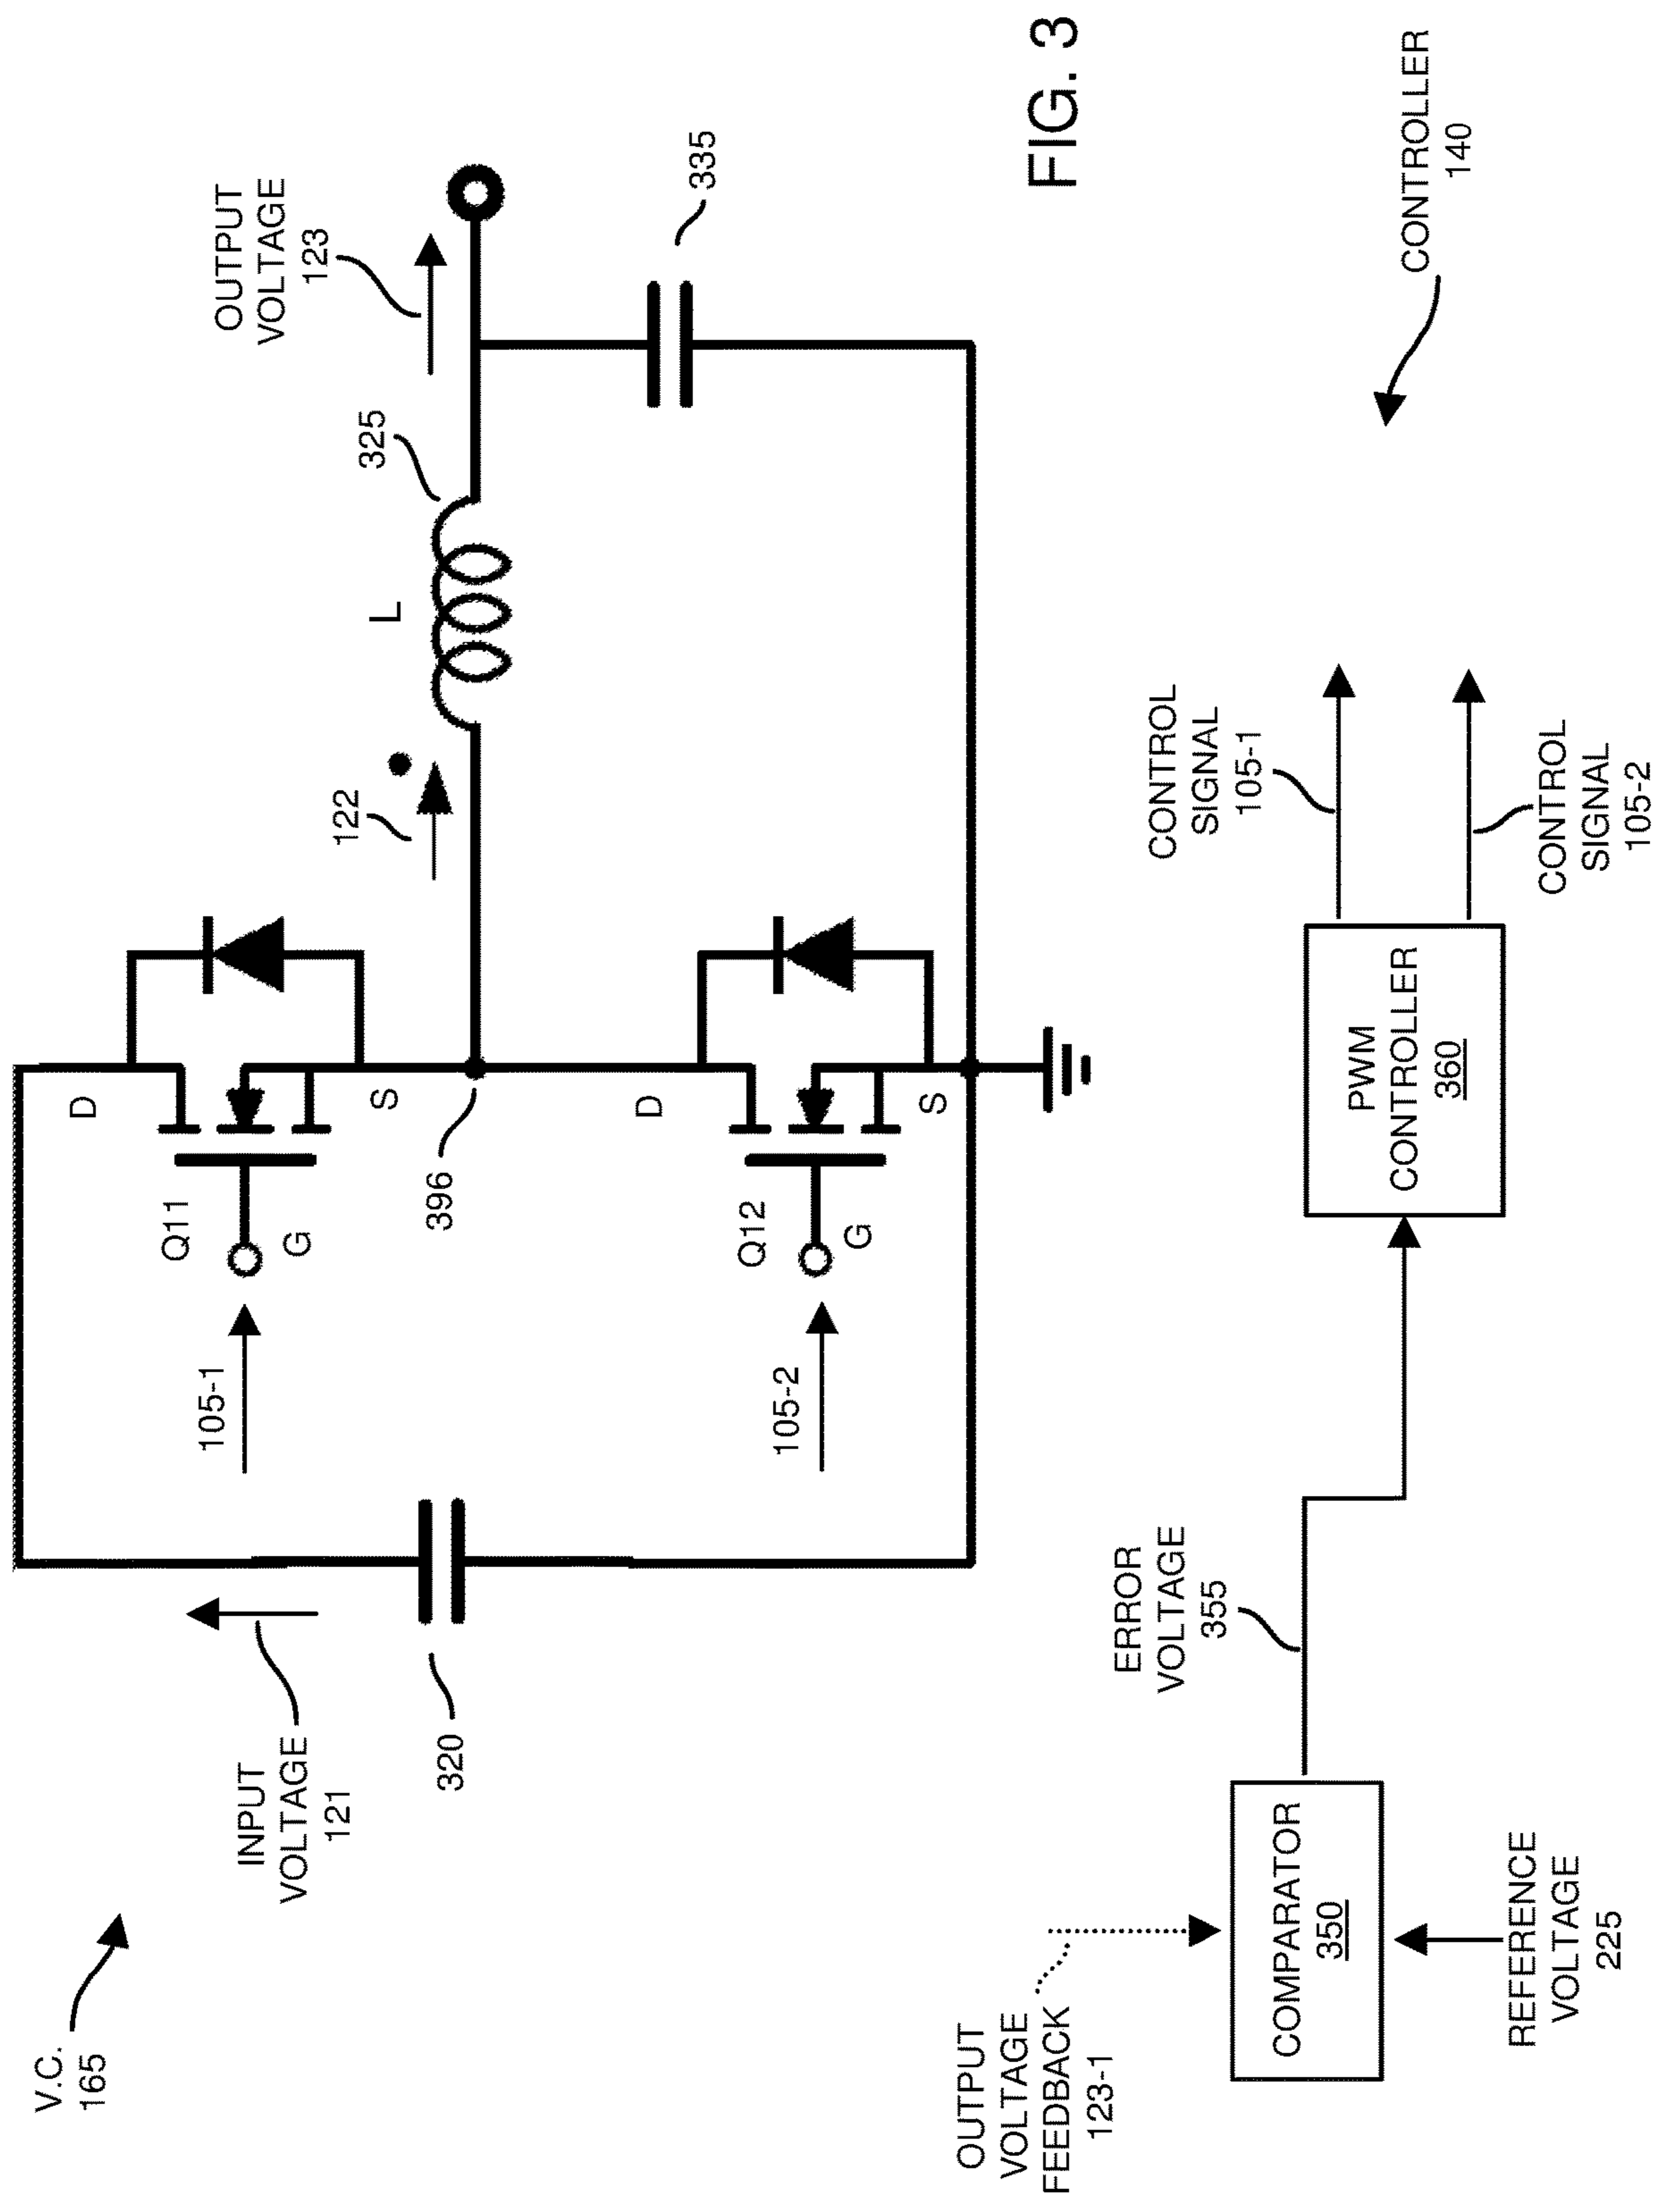 V.C.
165
INPUT
VOLTAGE
121
320
105-1
Q11
G
D
S
396
105-2
Q12
G
D
S
122
L
325
OUTPUT
VOLTAGE
123
335
FIG. 3
OUTPUT
VOLTAGE
FEEDBACK
123-1
COMPARATOR
350
REFERENCE
VOLTAGE
225
ERROR
VOLTAGE
355
PWM
CONTROLLER
360
CONTROL
SIGNAL
105-1
CONTROL
SIGNAL
105-2
CONTROLLER
140